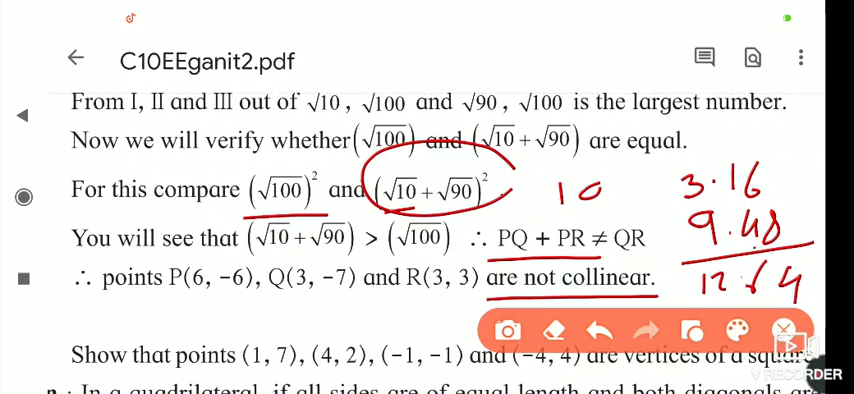 C10EEganit2.pdf
From I, II and III out of √10 , √100 and √90 , √100 is the largest number.
Now we will verify whether (√100) and (√10 + √90) are equal.
For this compare (√100)² and (√10 + √90)²
10
3.16
You will see that (√10 + √90) > (√100) ∴ PQ + PR ≠ QR
9.48
∴ points P(6, −6), Q(3, −7) and R(3, 3) are not collinear.
12.64
Show that points (1, 7), (4, 2), (−1, −1) and (−4, 4) are vertices of a square
In a quadrilateral, if all sides are of equal length and both diagonals are
V RECORDER